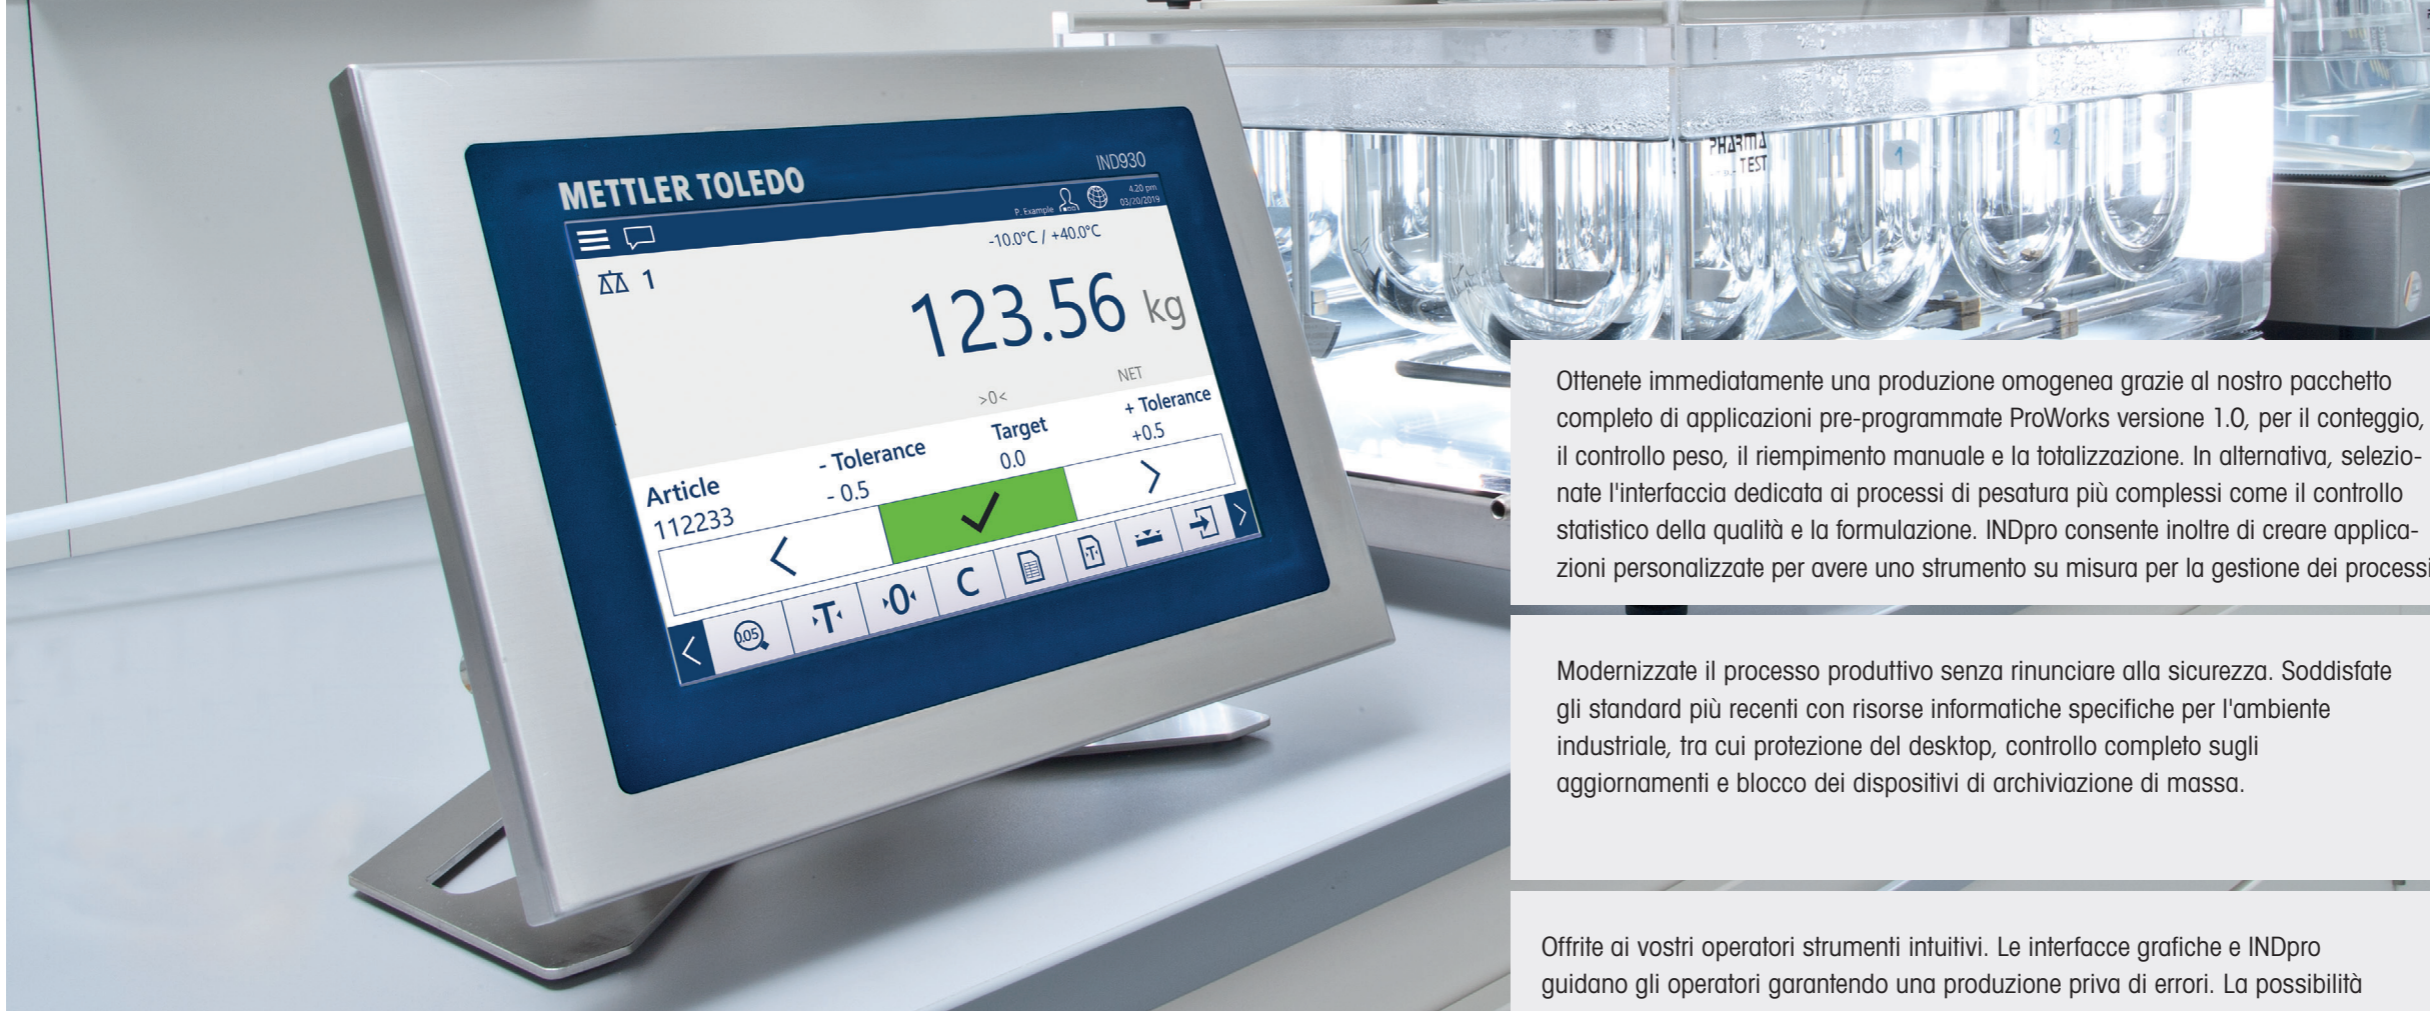 METTLER TOLEDO
IND930
P. Example
4.20 pm
03/20/2019
-10.0°C / +40.0°C
1
123.56 kg
>0<
NET
Article
- Tolerance
Target
+ Tolerance
112233
- 0.5
0.0
+0.5
0.05
T
0
C
T
PHARMA
TEST
1
2
Ottenete immediatamente una produzione omogenea grazie al nostro pacchetto
completo di applicazioni pre-programmate ProWorks versione 1.0, per il conteggio,
il controllo peso, il riempimento manuale e la totalizzazione. In alternativa, selezio-
nate l'interfaccia dedicata ai processi di pesatura più complessi come il controllo
statistico della qualità e la formulazione. INDpro consente inoltre di creare applica-
zioni personalizzate per avere uno strumento su misura per la gestione dei processi
Modernizzate il processo produttivo senza rinunciare alla sicurezza. Soddisfate
gli standard più recenti con risorse informatiche specifiche per l'ambiente
industriale, tra cui protezione del desktop, controllo completo sugli
aggiornamenti e blocco dei dispositivi di archiviazione di massa.
Offrite ai vostri operatori strumenti intuitivi. Le interfacce grafiche e INDpro
guidano gli operatori garantendo una produzione priva di errori. La possibilità